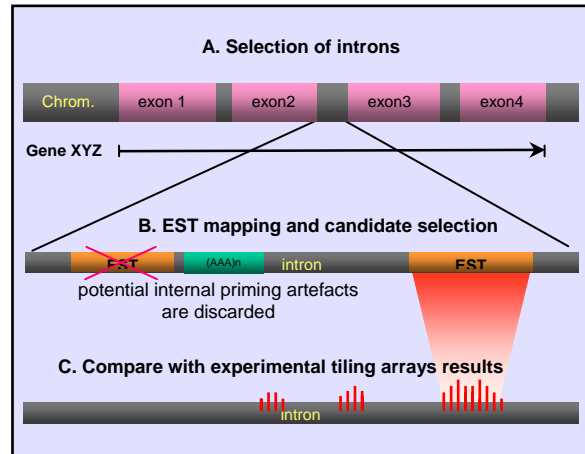 A. Selection of introns
Chrom. exon 1 exon2 exon3 exon4
Gene XYZ
B. EST mapping and candidate selection
EST (AAA)n intron EST
potential internal priming artefacts
are discarded
C. Compare with experimental tiling arrays results
intron